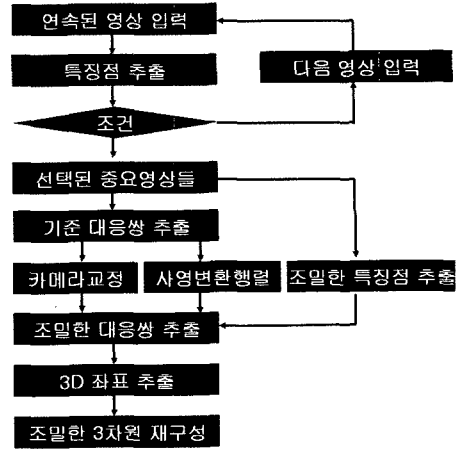 연속된 영상 입력
특징점 추출
다음 영상 입력
조건
선택된 중요영상들
기준 대응쌍 추출
카메라교정
사영변환행렬
조밀한 특징점 추출
조밀한 대응쌍 추출
3D 좌표 추출
조밀한 3차원 재구성